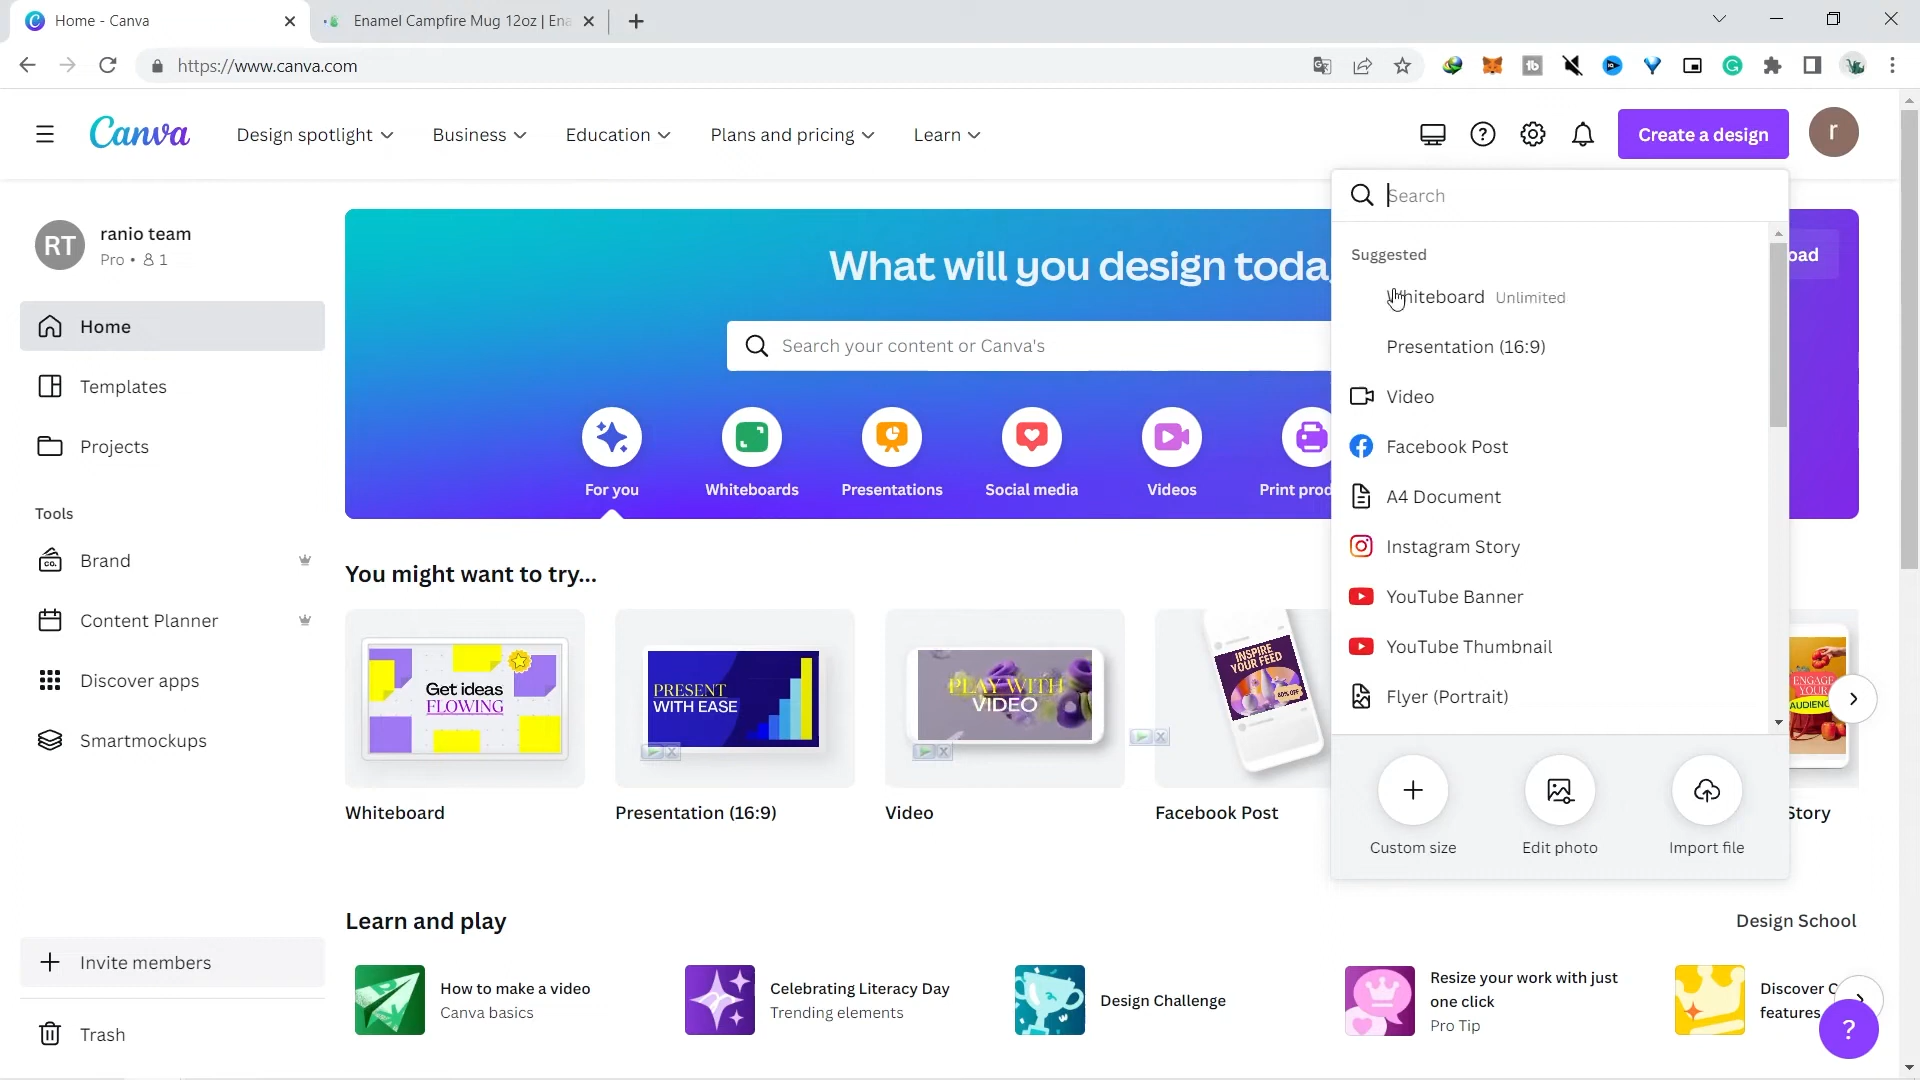 Home - Canva
Enamel Campfire Mug 12oz | Ena
https://www.canva.com
Canva
Design spotlight
Business
Education
Plans and pricing
Learn
Create a design
r
RT
ranio team
Pro • 1
Home
Templates
Projects
Tools
Brand
Content Planner
Discover apps
Smartmockups
Invite members
Trash
What will you design toda
Search your content or Canva's
For you
Whiteboards
Presentations
Social media
Videos
Print prod
Search
Suggested
Whiteboard Unlimited
Presentation (16:9)
Video
Facebook Post
A4 Document
Instagram Story
YouTube Banner
YouTube Thumbnail
Flyer (Portrait)
Custom size
Edit photo
Import file
oad
You might want to try...
Get ideas
FLOWING
PRESENT
WITH EASE
PLAY WITH
VIDEO
INSPIRE
YOUR FEED
60% OFF
ENGAGE
YOUR
AUDIENC
Whiteboard
Presentation (16:9)
Video
Facebook Post
Story
Learn and play
Design School
How to make a video
Canva basics
Celebrating Literacy Day
Trending elements
Design Challenge
Resize your work with just
one click
Pro Tip
Discover C
features
?